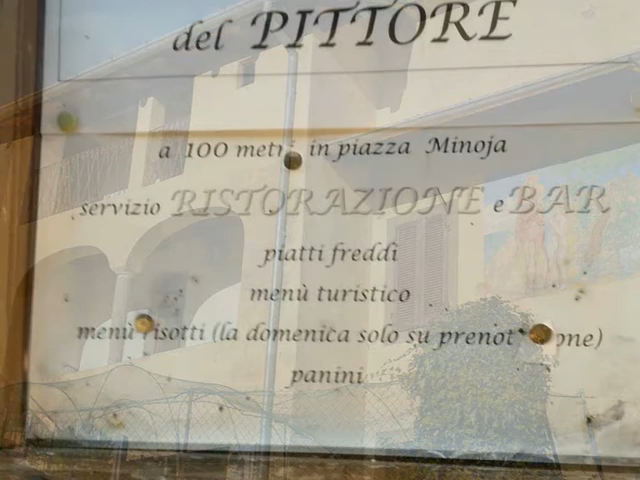 del PITTORE
a 100 metri in piazza Minoja
servizio RISTORAZIONE e BAR
piatti freddi
menù turistico
menù risotti (la domenica solo su prenotazione)
panini